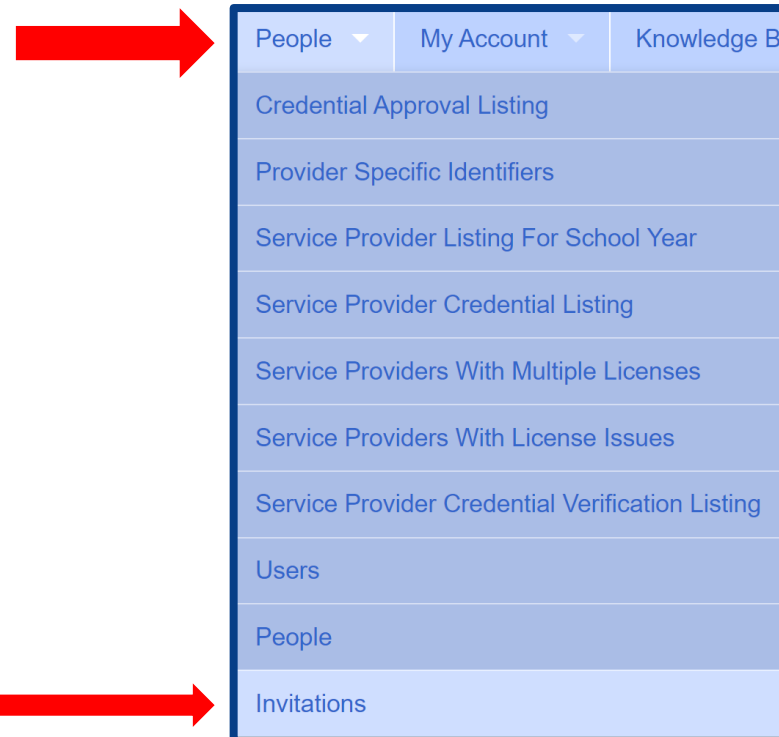 People My Account Knowledge B
Credential Approval Listing
Provider Specific Identifiers
Service Provider Listing For School Year
Service Provider Credential Listing
Service Providers With Multiple Licenses
Service Providers With License Issues
Service Provider Credential Verification Listing
Users
People
Invitations